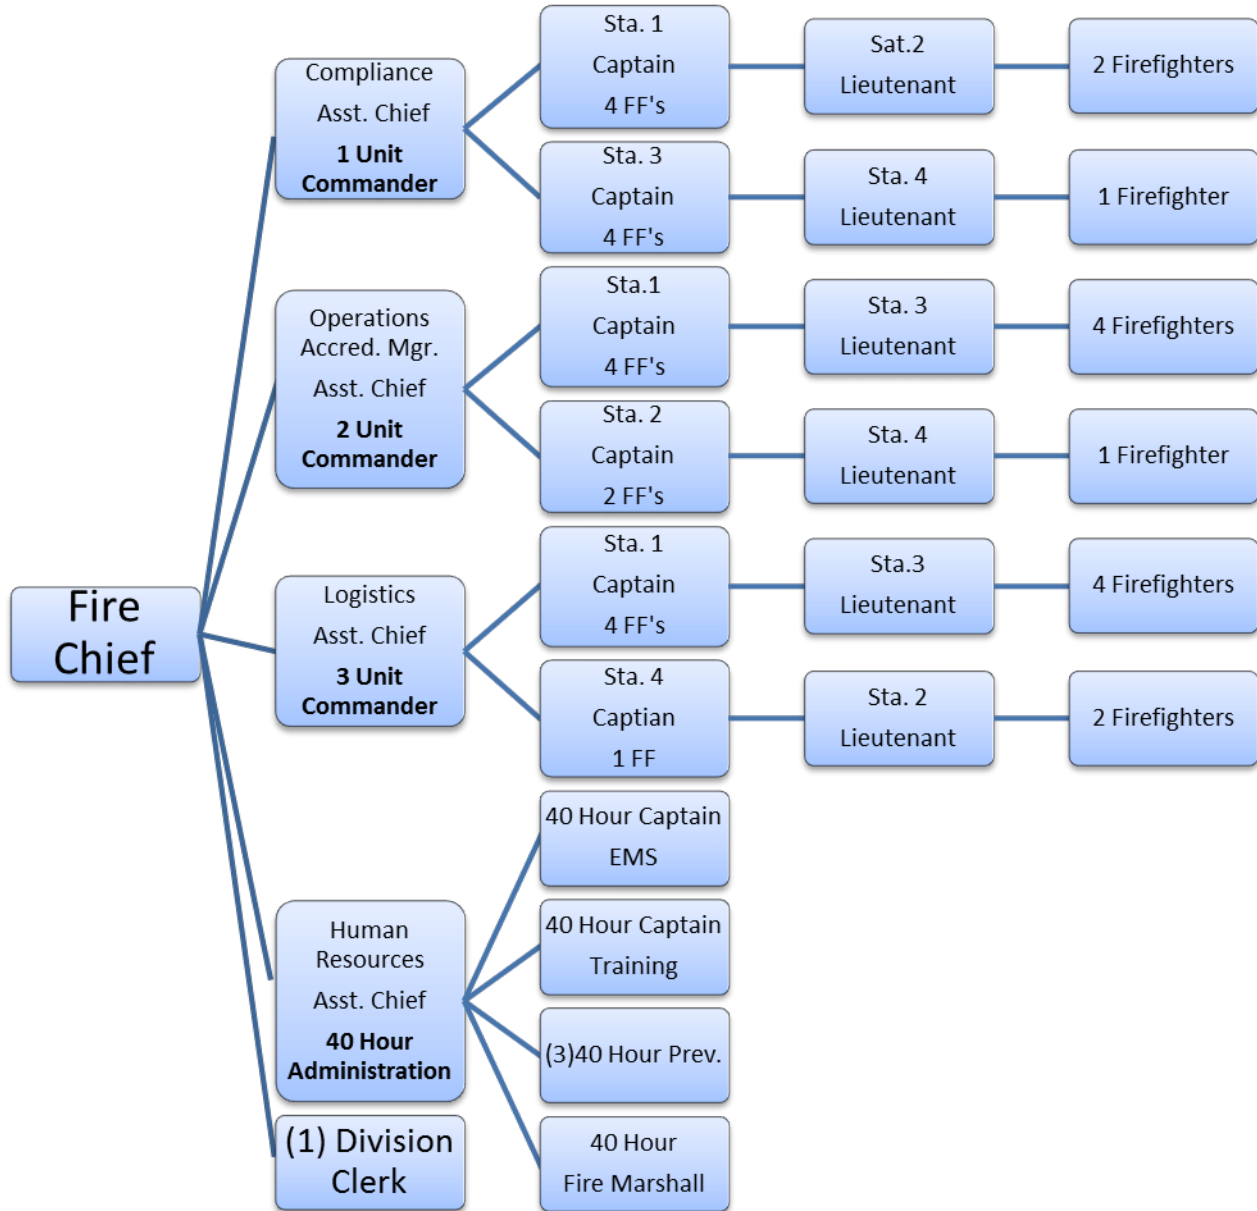 Fire
Chief
Compliance
Asst. Chief
1 Unit
Commander
Sta. 1
Captain
4 FF's
Sat.2
Lieutenant
2 Firefighters
Sta. 3
Captain
4 FF's
Sta. 4
Lieutenant
1 Firefighter
Operations
Accred. Mgr.
Asst. Chief
2 Unit
Commander
Sta.1
Captain
4 FF's
Sta. 3
Lieutenant
4 Firefighters
Sta. 2
Captain
2 FF's
Sta. 4
Lieutenant
1 Firefighter
Logistics
Asst. Chief
3 Unit
Commander
Sta. 1
Captain
4 FF's
Sta.3
Lieutenant
4 Firefighters
Sta. 4
Captian
1 FF
Sta. 2
Lieutenant
2 Firefighters
Human
Resources
Asst. Chief
40 Hour
Administration
40 Hour Captain
EMS
40 Hour Captain
Training
(3)40 Hour Prev.
40 Hour
Fire Marshall
(1) Division
Clerk